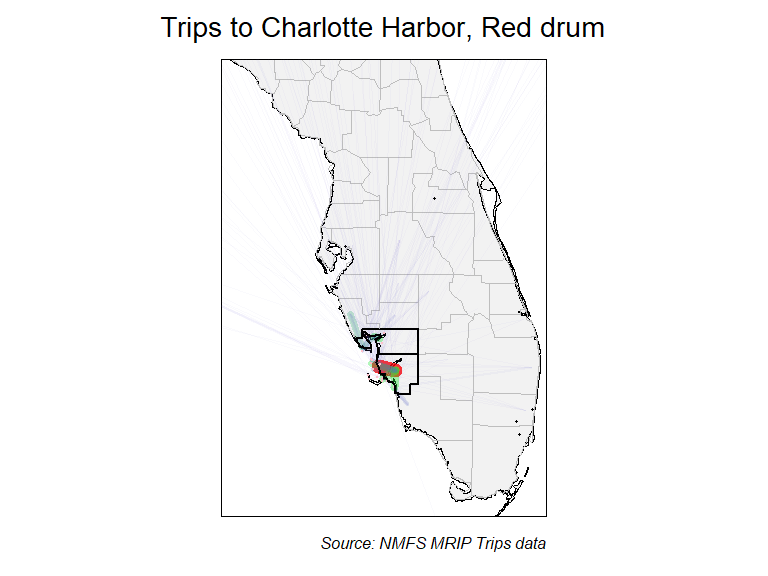 Trips to Charlotte Harbor, Red drum
Source: NMFS MRIP Trips data